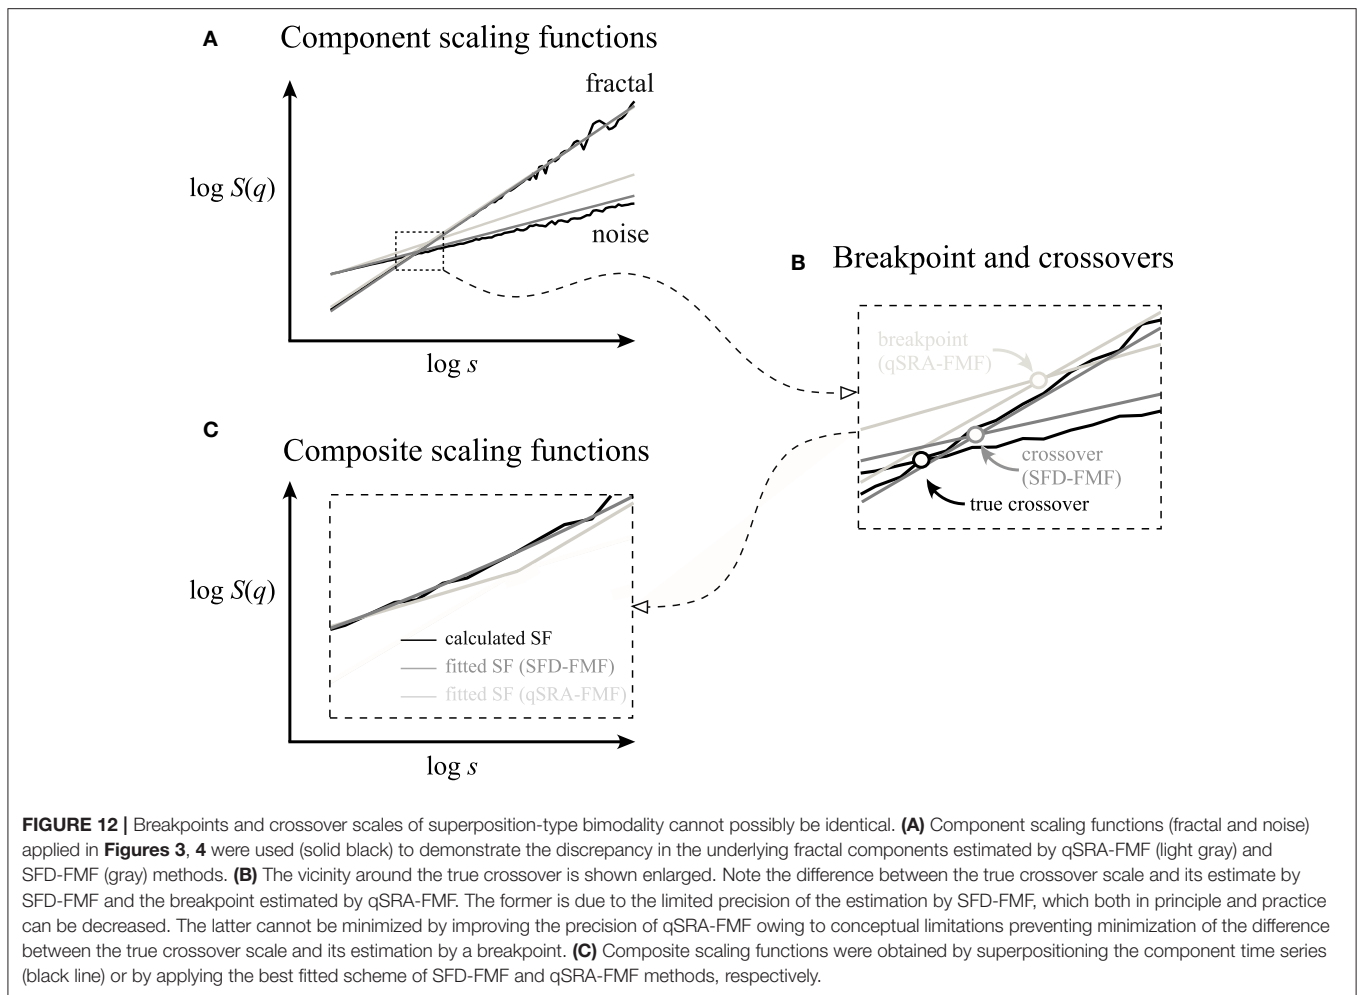 A Component scaling functions
fractal
log S(q)
noise
log s
B Breakpoint and crossovers
breakpoint
(qSRA-FMF)
crossover
(SFD-FMF)
true crossover
C
Composite scaling functions
log S(q)
calculated SF
fitted SF (SFD-FMF)
fitted SF (qSRA-FMF)
log s
FIGURE 12 | Breakpoints and crossover scales of superposition-type bimodality cannot possibly be identical. (A) Component scaling functions (fractal and noise)
applied in Figures 3, 4 were used (solid black) to demonstrate the discrepancy in the underlying fractal components estimated by qSRA-FMF (light gray) and
SFD-FMF (gray) methods. (B) The vicinity around the true crossover is shown enlarged. Note the difference between the true crossover scale and its estimate by
SFD-FMF and the breakpoint estimated by qSRA-FMF. The former is due to the limited precision of the estimation by SFD-FMF, which both in principle and practice
can be decreased. The latter cannot be minimized by improving the precision of qSRA-FMF owing to conceptual limitations preventing minimization of the difference
between the true crossover scale and its estimation by a breakpoint. (C) Composite scaling functions were obtained by superpositioning the component time series
(black line) or by applying the best fitted scheme of SFD-FMF and qSRA-FMF methods, respectively.